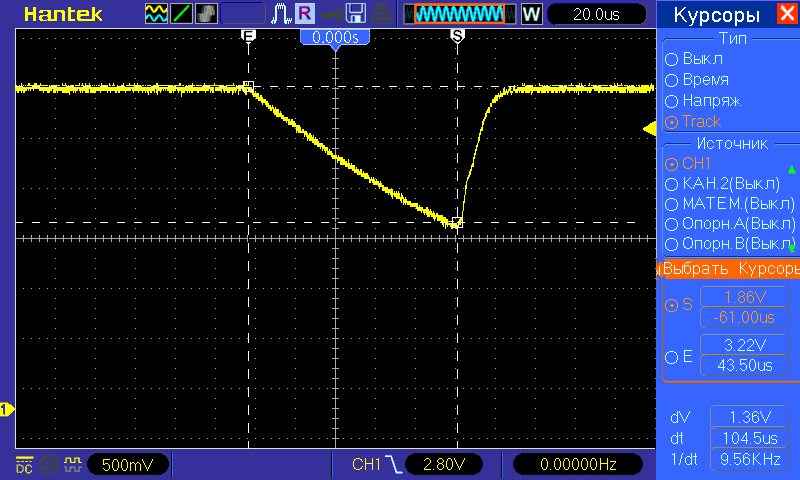 Hantek R W 20.0us
0.000s
E S
1
DC 500mV CH1 2.80V 0.00000Hz
Курсоры
Тип
Выкл
Время
Напряж
Track
Источник
CH1
КАН.2(Выкл)
МАТЕМ.(Выкл)
Опорн.A(Выкл)
Опорн.B(Выкл)
Выбрать Курсоры
S 1.86V
-61.00us
E 3.22V
43.50us
dV 1.36V
dt 104.5us
1/dt 9.56KHz